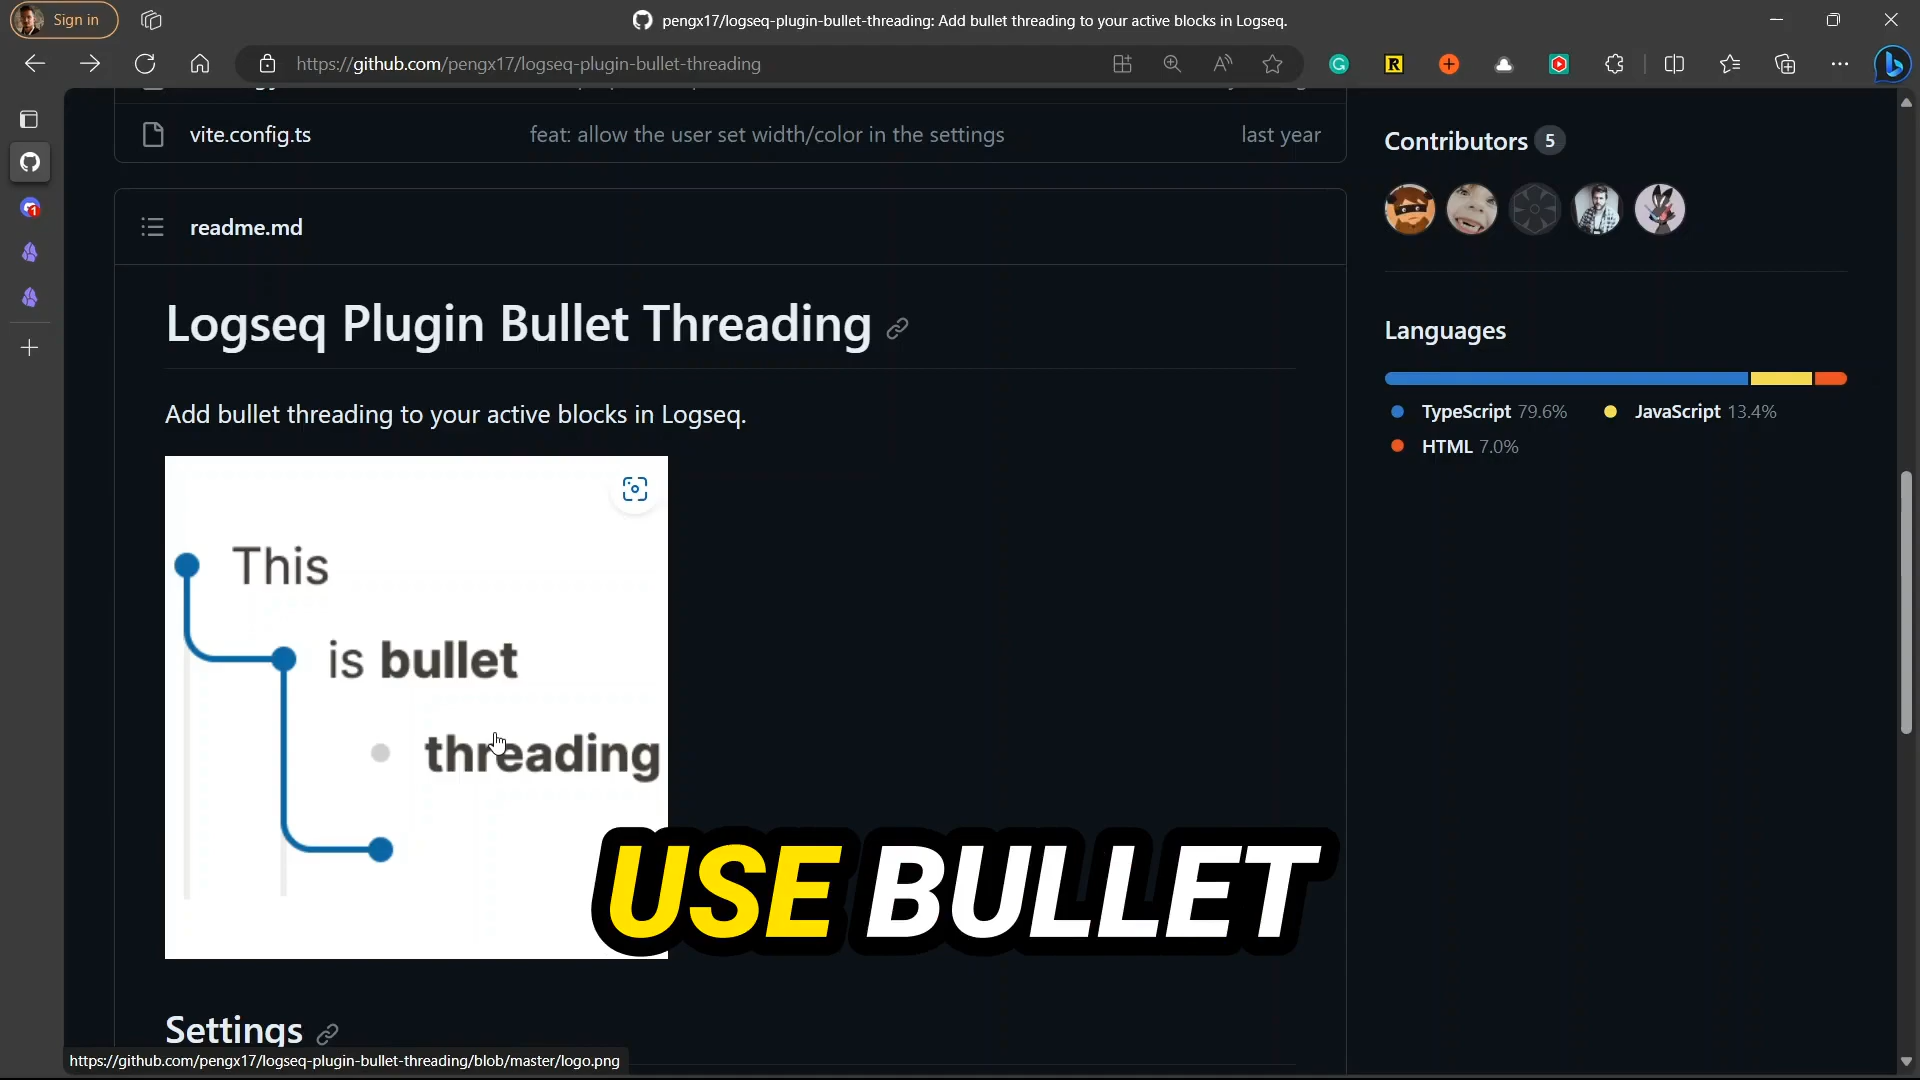 Sign in
pengx17/logseq-plugin-bullet-threading: Add bullet threading to your active blocks in Logseq.
https://github.com/pengx17/logseq-plugin-bullet-threading
vite.config.ts feat: allow the user set width/color in the settings last year
readme.md
Logseq Plugin Bullet Threading
Add bullet threading to your active blocks in Logseq.
This
is bullet
threading
USE BULLET
Settings
https://github.com/pengx17/logseq-plugin-bullet-threading/blob/master/logo.png
Contributors 5
Languages
TypeScript 79.6% JavaScript 13.4%
HTML 7.0%